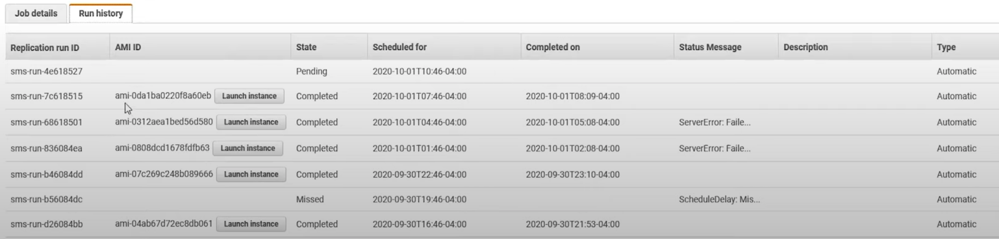 Job details Run history
Replication run ID AMI ID State Scheduled for Completed on Status Message Description Type
sms-run-4e618527 Pending 2020-10-01T10:46-04:00 Automatic
sms-run-7c618515 ami-0da1ba0220f8a60eb Launch instance Completed 2020-10-01T07:46-04:00 2020-10-01T08:09-04:00 Automatic
sms-run-68618501 ami-0312aea1bed56d580 Launch instance Completed 2020-10-01T04:46-04:00 2020-10-01T05:08-04:00 ServerError: Faile... Automatic
sms-run-836084ea ami-0808dcd1678fdfb63 Launch instance Completed 2020-10-01T01:46-04:00 2020-10-01T02:08-04:00 ServerError: Faile... Automatic
sms-run-b46084dd ami-07c269c248b089666 Launch instance Completed 2020-09-30T22:46-04:00 2020-09-30T23:10-04:00 Automatic
sms-run-b56084dc Missed 2020-09-30T19:46-04:00 ScheduleDelay: Mis... Automatic
sms-run-d26084bb ami-04ab67d72ec8db061 Launch instance Completed 2020-09-30T16:46-04:00 2020-09-30T21:53-04:00 Automatic